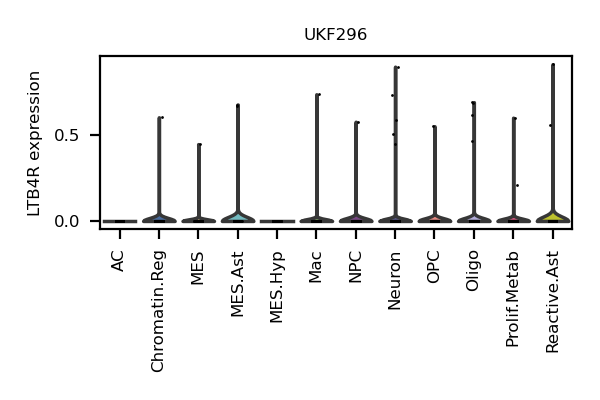 UKF296
LTB4R expression
0.5
0.0
AC
Chromatin.Reg
MES
MES.Ast
MES.Hyp
Mac
NPC
Neuron
OPC
Oligo
Prolif.Metab
Reactive.Ast